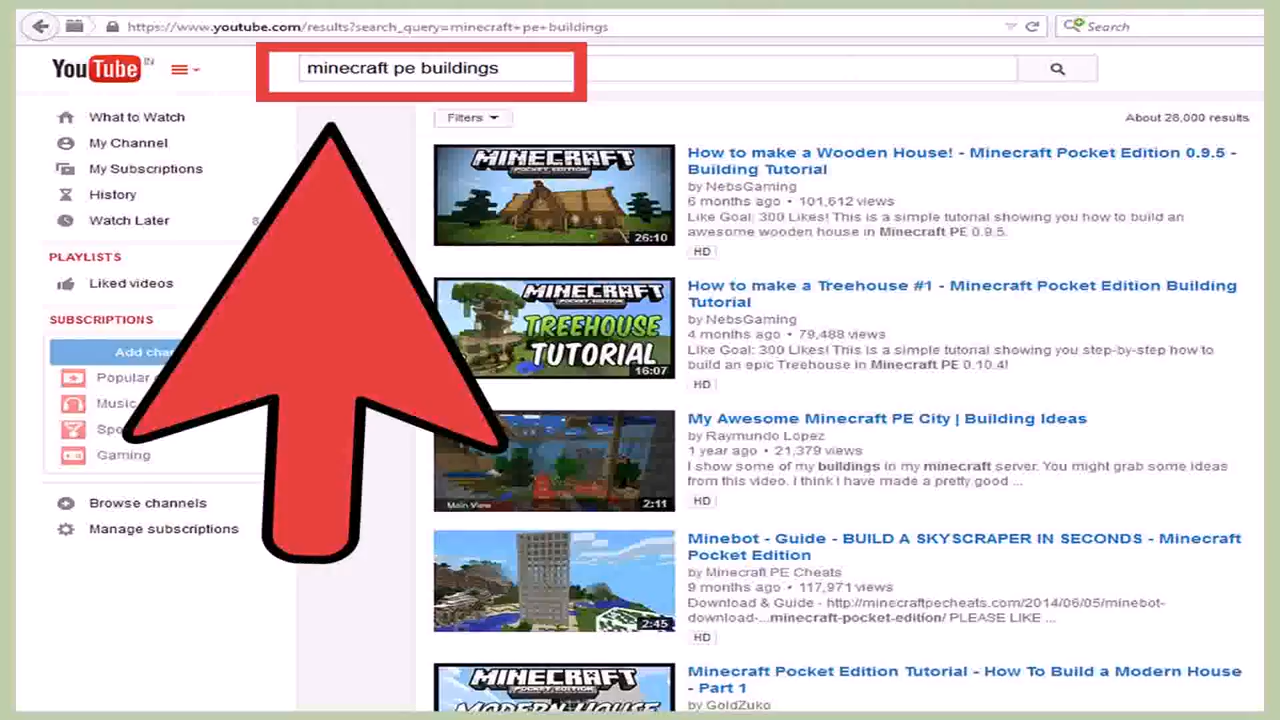 https://www.youtube.com/results?search_query=minecraft+pe+buildings
Search
YouTube IN
minecraft pe buildings
What to Watch
My Channel
My Subscriptions
History
Watch Later
PLAYLISTS
Liked videos
SUBSCRIPTIONS
Add
Popular
Music
Gaming
Browse channels
Manage subscriptions
Filters
About 28,000 results
MINECRAFT
POCKET EDITION
26:10
How to make a Wooden House! - Minecraft Pocket Edition 0.9.5 -
Building Tutorial
by NebsGaming
6 months ago • 101,612 views
Like Goal: 300 Likes! This is a simple tutorial showing you how to build an
awesome wooden house in Minecraft PE 0.9.5.
HD
MINECRAFT
POCKET EDITION
TREEHOUSE
TUTORIAL
16:07
How to make a Treehouse #1 - Minecraft Pocket Edition Building
Tutorial
by NebsGaming
4 months ago • 79,488 views
Like Goal: 300 Likes! This is a simple tutorial showing you step-by-step how to
build an epic Treehouse in Minecraft PE 0.10.4!
HD
Main View
2:11
My Awesome Minecraft PE City | Building Ideas
by Raymundo Lopez
1 year ago • 21,379 views
I show some of my buildings in my minecraft server. You might grab some ideas
from this video. I think I have made a pretty good ...
HD
2:45
Minebot - Guide - BUILD A SKYSCRAPER IN SECONDS - Minecraft
Pocket Edition
by Minecraft PE Cheats
9 months ago • 117,971 views
Download & Guide - http://minecraftpecheats.com/2014/06/05/minebot-
download-...minecraft-pocket-edition/ PLEASE LIKE ...
HD
MINECRAFT
POCKET EDITION
MODERN HOUSE
Minecraft Pocket Edition Tutorial - How To Build a Modern House
- Part 1
by GoldZuko